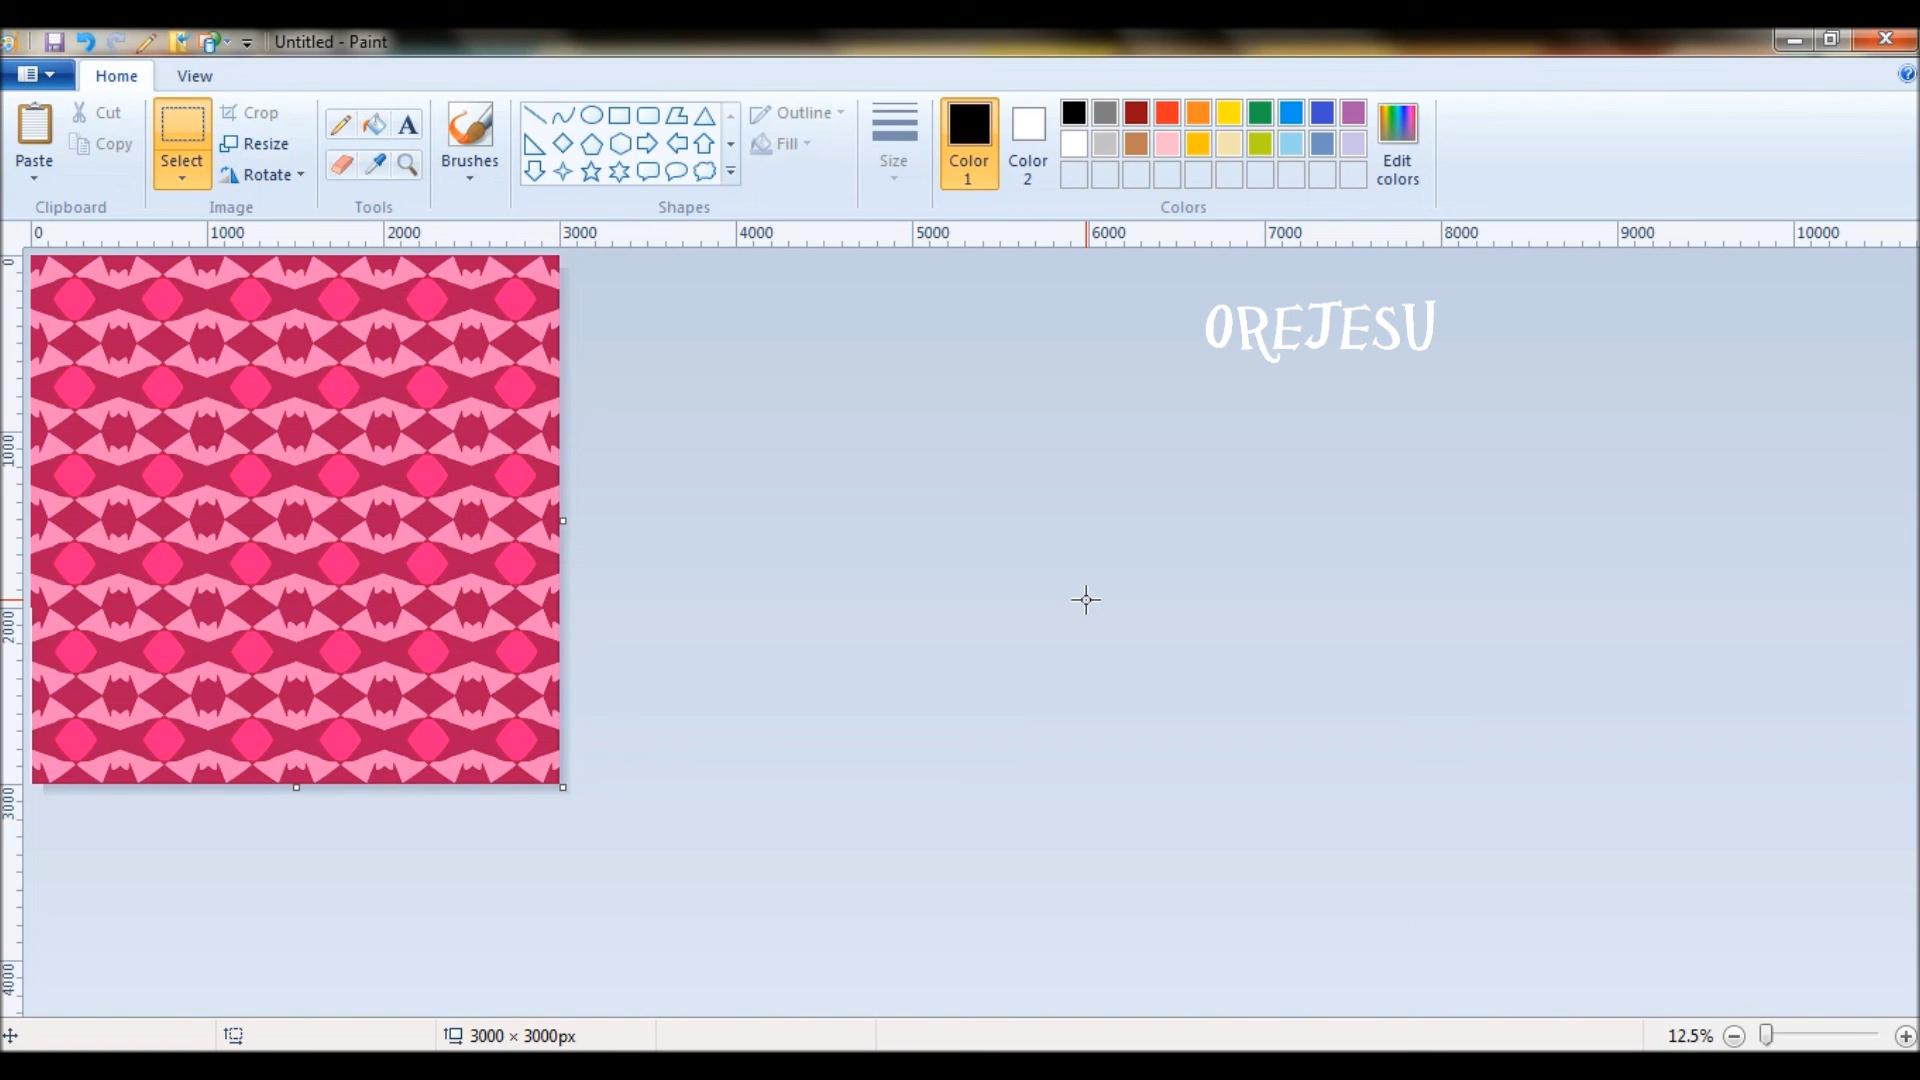 Untitled - Paint
Home View
Paste
Cut
Copy
Clipboard
Select
Crop
Resize
Rotate
Image
A
Tools
Brushes
Outline
Fill
Shapes
Size
Color 1
Color 2
Edit colors
Colors
0 1000 2000 3000 4000 5000 6000 7000 8000 9000 10000
0
1000
2000
3000
4000
OREJESU
3000 × 3000px
12.5%